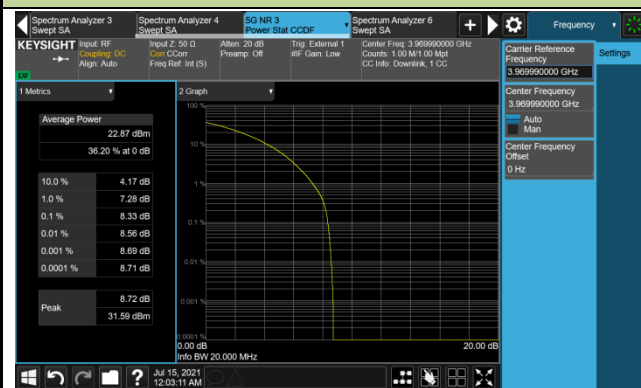 Spectrum Analyzer 3
Swept SA
Spectrum Analyzer 4
Swept SA
5G NR 3
Power Stat CCDF
Spectrum Analyzer 6
Swept SA
Frequency
KEYSIGHT
Input: RF
Coupling: DC
Align: Auto
Input Z: 50 Ω
Corr CCorr
Freq Ref: Int (S)
Atten: 20 dB
Preamp: Off
Trig: External 1
#IF Gain: Low
Center Freq: 3.969990000 GHz
Counts: 1.00 M/1.00 Mpt
CC Info: Downlink, 1 CC
LXI
Carrier Reference
Frequency
3.969990000 GHz
Settings
Center Frequency
3.969990000 GHz
Auto
Man
Center Frequency
Offset
0 Hz
1 Metrics
Average Power
22.87 dBm
36.20 % at 0 dB
10.0 % 4.17 dB
1.0 % 7.28 dB
0.1 % 8.33 dB
0.01 % 8.56 dB
0.001 % 8.69 dB
0.0001 % 8.71 dB
Peak
8.72 dB
31.59 dBm
2 Graph
100 %
10 %
1 %
0.1 %
0.01 %
0.001 %
0.0001 %
0.00 dB
20.00 dB
Info BW 20.000 MHz
?
Jul 15, 2021
12:03:11 AM